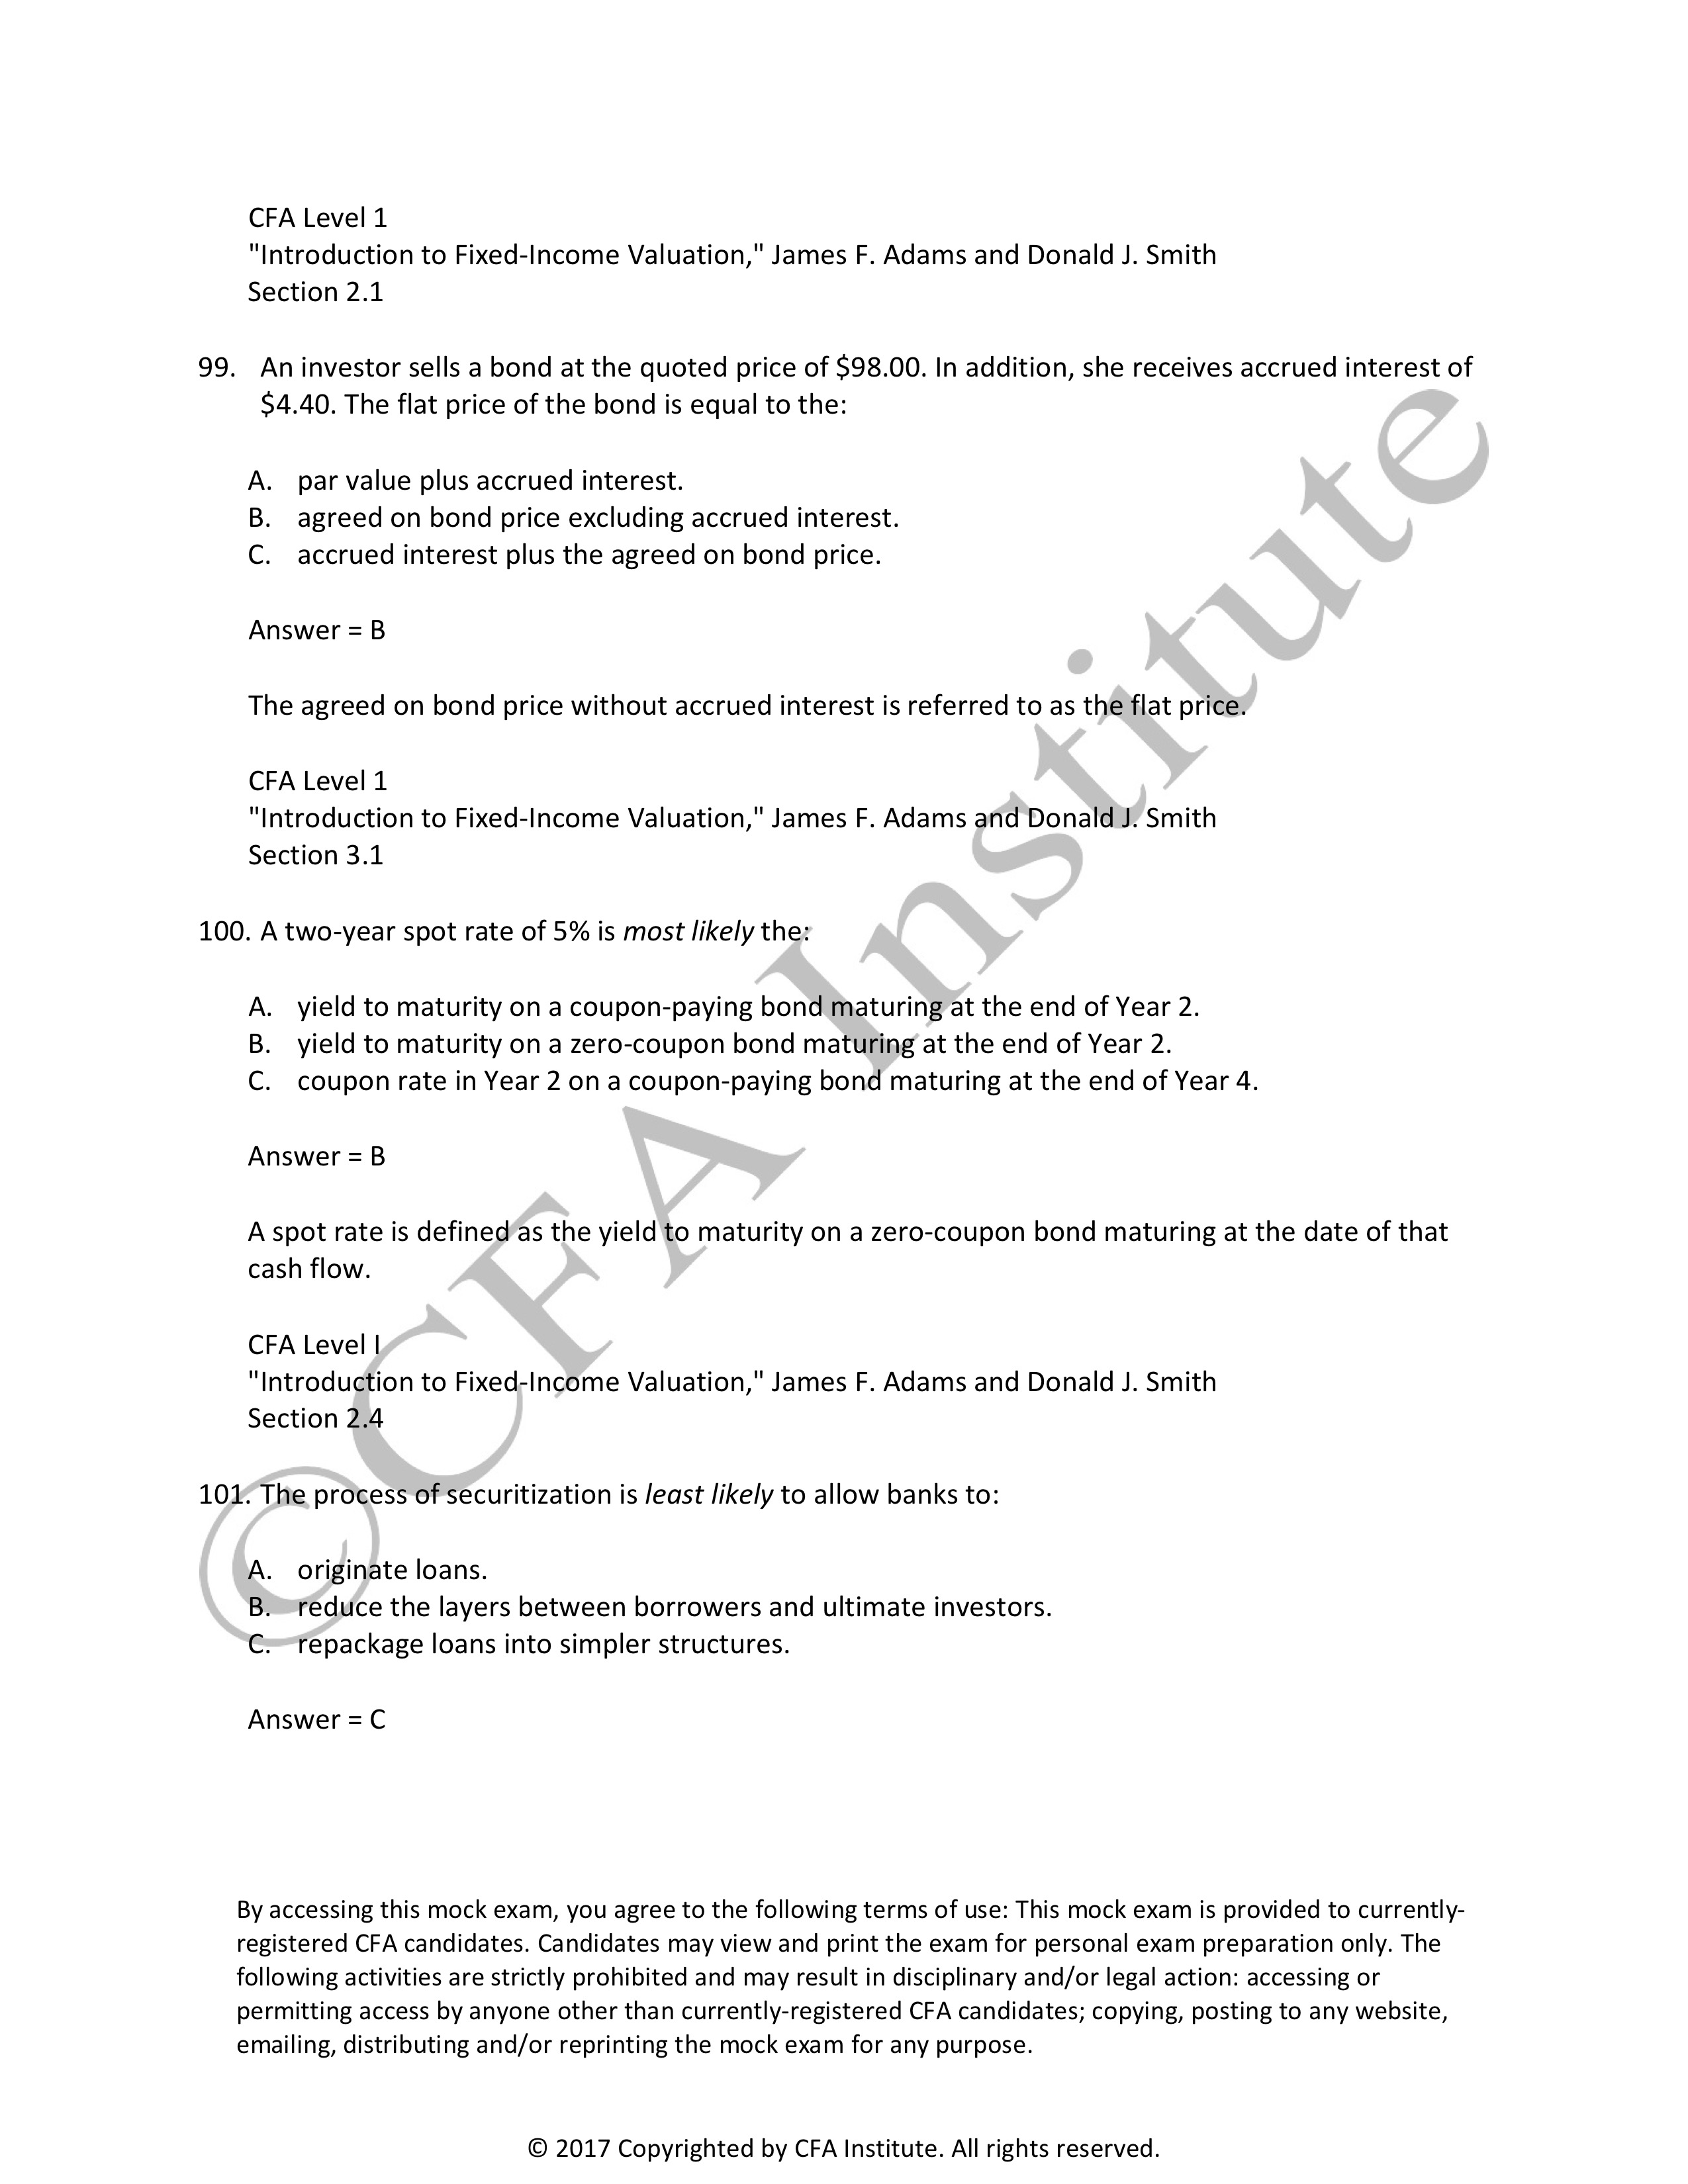 CFA Level 1
"Introduction to Fixed-Income Valuation," James F. Adams and Donald J. Smith
Section 2.1
99. An investor sells a bond at the quoted price of $98.00. In addition, she receives accrued interest of
$4.40. The flat price of the bond is equal to the:
A. par value plus accrued interest.
B. agreed on bond price excluding accrued interest.
C. accrued interest plus the agreed on bond price.
Answer = B
The agreed on bond price without accrued interest is referred to as the flat price.
CFA Level 1
"Introduction to Fixed-Income Valuation," James F. Adams and Donald J. Smith
Section 3.1
100. A two-year spot rate of 5% is most likely the:
A. yield to maturity on a coupon-paying bond maturing at the end of Year 2.
B. yield to maturity on a zero-coupon bond maturing at the end of Year 2.
C. coupon rate in Year 2 on a coupon-paying bond maturing at the end of Year 4.
Answer = B
A spot rate is defined as the yield to maturity on a zero-coupon bond maturing at the date of that
cash flow.
CFA Level I
"Introduction to Fixed-Income Valuation," James F. Adams and Donald J. Smith
Section 2.4
101. The process of securitization is least likely to allow banks to:
A. originate loans.
B. reduce the layers between borrowers and ultimate investors.
C. repackage loans into simpler structures.
Answer = C
By accessing this mock exam, you agree to the following terms of use: This mock exam is provided to currently-
registered CFA candidates. Candidates may view and print the exam for personal exam preparation only. The
following activities are strictly prohibited and may result in disciplinary and/or legal action: accessing or
permitting access by anyone other than currently-registered CFA candidates; copying, posting to any website,
emailing, distributing and/or reprinting the mock exam for any purpose.
© 2017 Copyrighted by CFA Institute. All rights reserved.
©CFA Institute